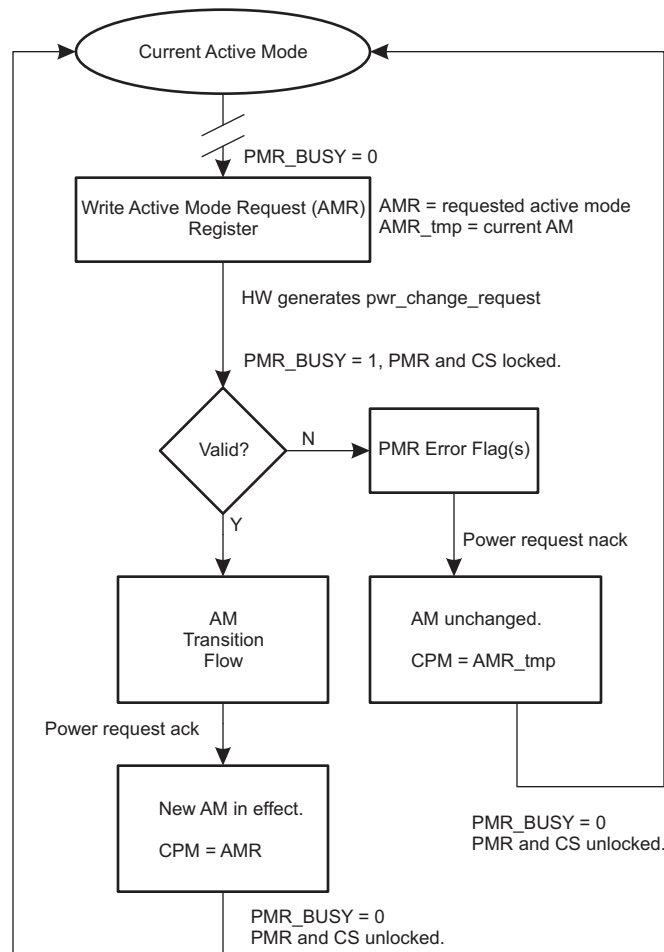 Current Active Mode
PMR_BUSY = 0
Write Active Mode Request (AMR)
Register
AMR = requested active mode
AMR_tmp = current AM
HW generates pwr_change_request
PMR_BUSY = 1, PMR and CS locked.
Valid?
N
PMR Error Flag(s)
Y
Power request nack
AM
Transition
Flow
AM unchanged.
CPM = AMR_tmp
Power request ack
New AM in effect.
CPM = AMR
PMR_BUSY = 0
PMR and CS unlocked.
PMR_BUSY = 0
PMR and CS unlocked.